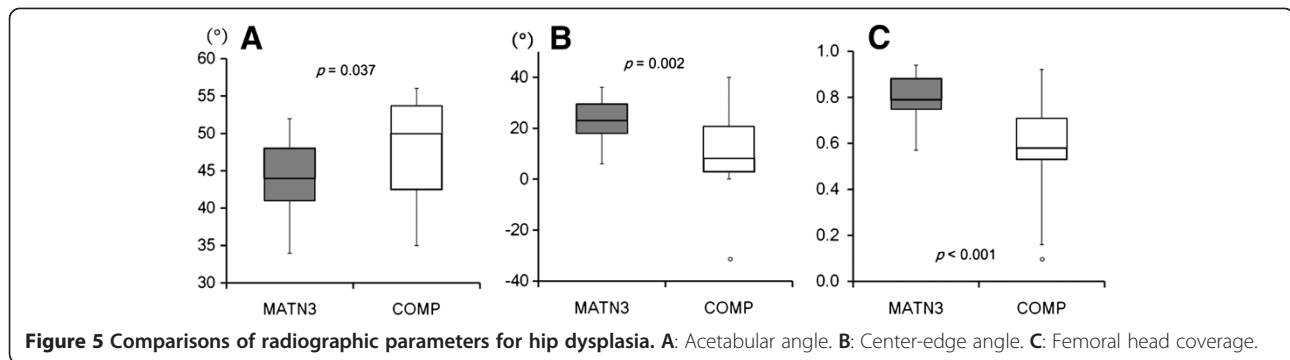 (°) A
60
55
50
45
40
35
30
p = 0.037
MATN3 COMP
(°) B
40
20
0
-20
-40
p = 0.002
MATN3 COMP
C
1.0
0.8
0.6
0.4
0.2
0.0
p < 0.001
MATN3 COMP
Figure 5 Comparisons of radiographic parameters for hip dysplasia. A: Acetabular angle. B: Center-edge angle. C: Femoral head coverage.